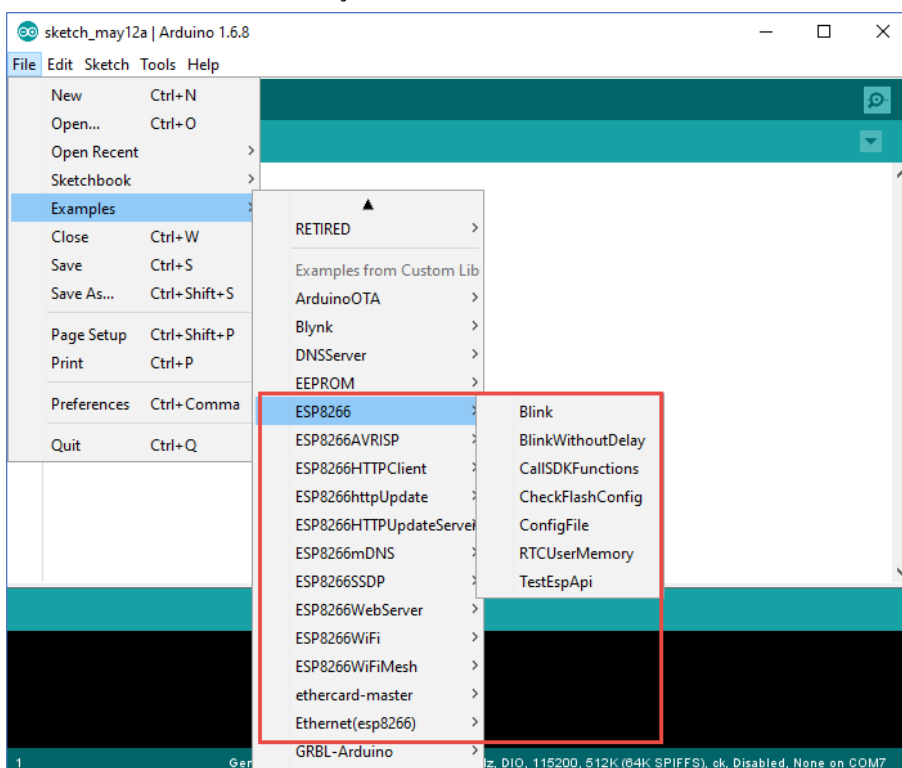 sketch_may12a | Arduino 1.6.8
File Edit Sketch Tools Help
New Ctrl+N
Open... Ctrl+O
Open Recent
Sketchbook
Examples
Close Ctrl+W
Save Ctrl+S
Save As... Ctrl+Shift+S
Page Setup Ctrl+Shift+P
Print Ctrl+P
Preferences Ctrl+Comma
Quit Ctrl+Q
RETIRED
Examples from Custom Lib
ArduinoOTA
Blynk
DNSServer
EEPROM
ESP8266
ESP8266AVRISP
ESP8266HTTPClient
ESP8266httpUpdate
ESP8266HTTPUpdateServer
ESP8266mDNS
ESP8266SSDP
ESP8266WebServer
ESP8266WiFi
ESP8266WiFiMesh
ethercard-master
Ethernet(esp8266)
GRBL-Arduino
Blink
BlinkWithoutDelay
CallSDKFunctions
CheckFlashConfig
ConfigFile
RTCUserMemory
TestEspApi
1 Ger lz, DIO, 115200, 512K (64K SPIFFS), ck, Disabled, None on COM7